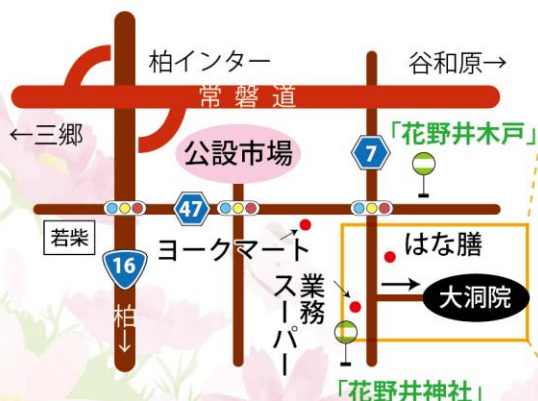 柏インター
谷和原→
常磐道
←三郷
公設市場
7
「花野井木戸」
47
若柴
ヨークマート
はな膳
16
業務
スーパー
大洞院
柏→
「花野井神社」